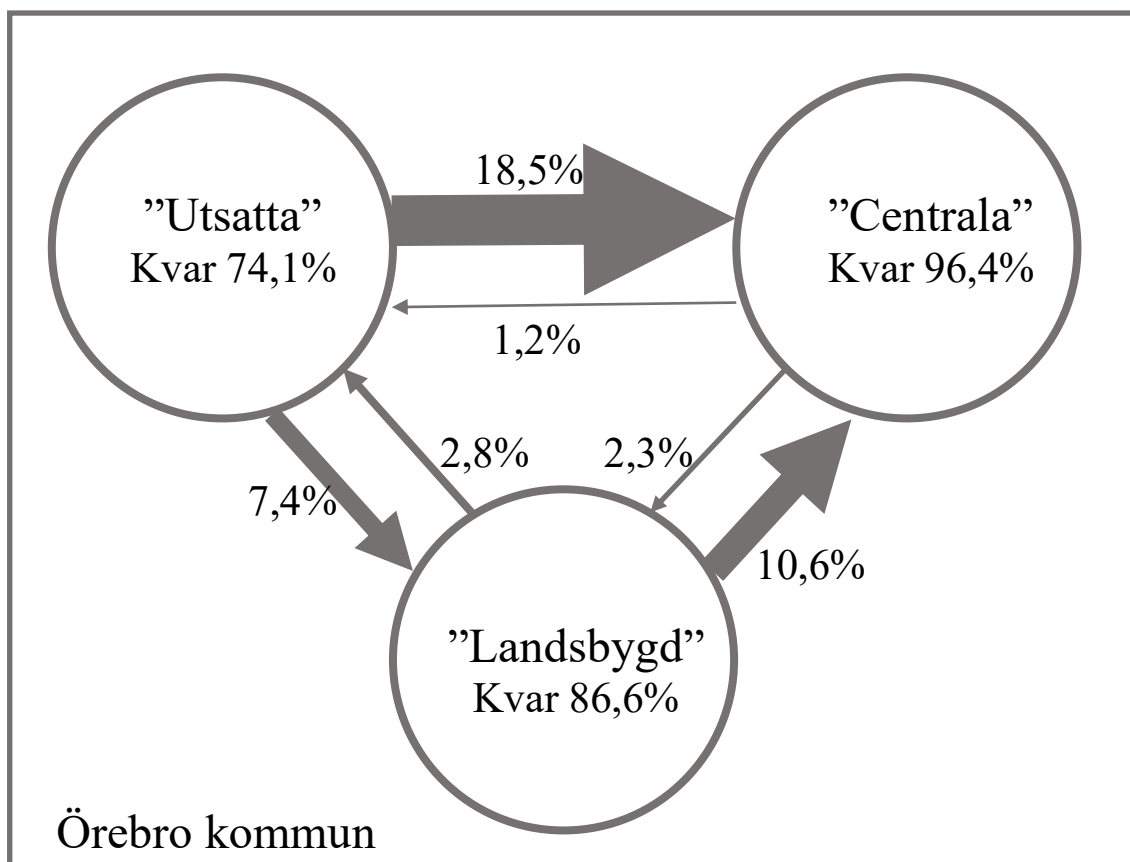 18,5%
”Utsatta”
Kvar 74,1%
”Centrala”
Kvar 96,4%
1,2%
2,8%
2,3%
7,4%
10,6%
”Landsbygd”
Kvar 86,6%
Örebro kommun